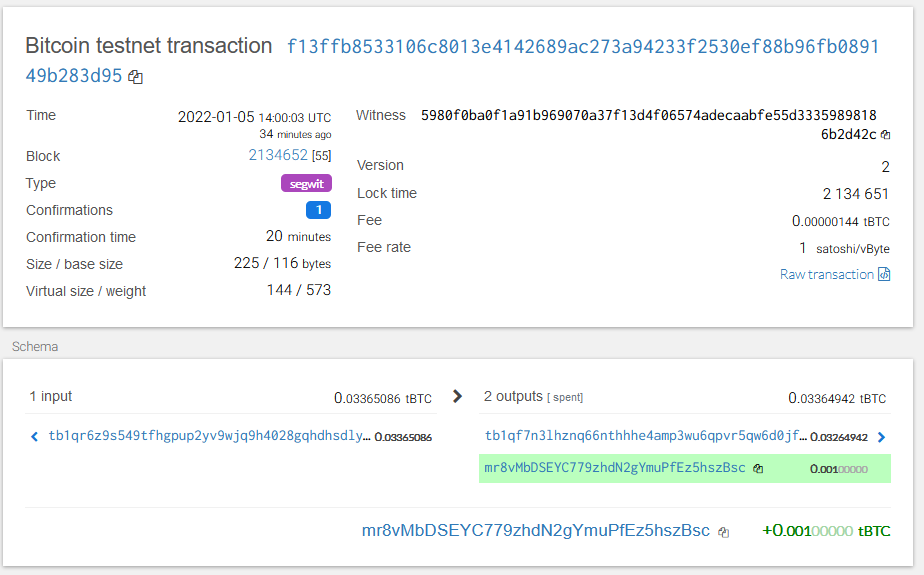 Bitcoin testnet transaction f13ffb8533106c8013e4142689ac273a94233f2530ef88b96fb0891
49b283d95
Time 2022-01-05 14:00:03 UTC
34 minutes ago
Block 2134652 [55]
Type segwit
Confirmations 1
Confirmation time 20 minutes
Size / base size 225 / 116 bytes
Virtual size / weight 144 / 573
Witness 5980f0ba0f1a91b969070a37f13d4f06574adecaabfe55d3335989818
6b2d42c
Version 2
Lock time 2 134 651
Fee 0.00000144 tBTC
Fee rate 1 satoshi/vByte
Raw transaction
Schema
1 input 0.03365086 tBTC
tb1qr6z9s549tfhgpup2yv9wjq9h4028gqhdhsdly... 0.03365086
2 outputs [ spent] 0.03364942 tBTC
tb1qf7n3lhznq66nthhhe4amp3wu6qpvr5qw6d0jf... 0.03264942
mr8vMbDSEYC779zhdN2gYmuPfEz5hszBsc 0.00100000
mr8vMbDSEYC779zhdN2gYmuPfEz5hszBsc +0.00100000 tBTC